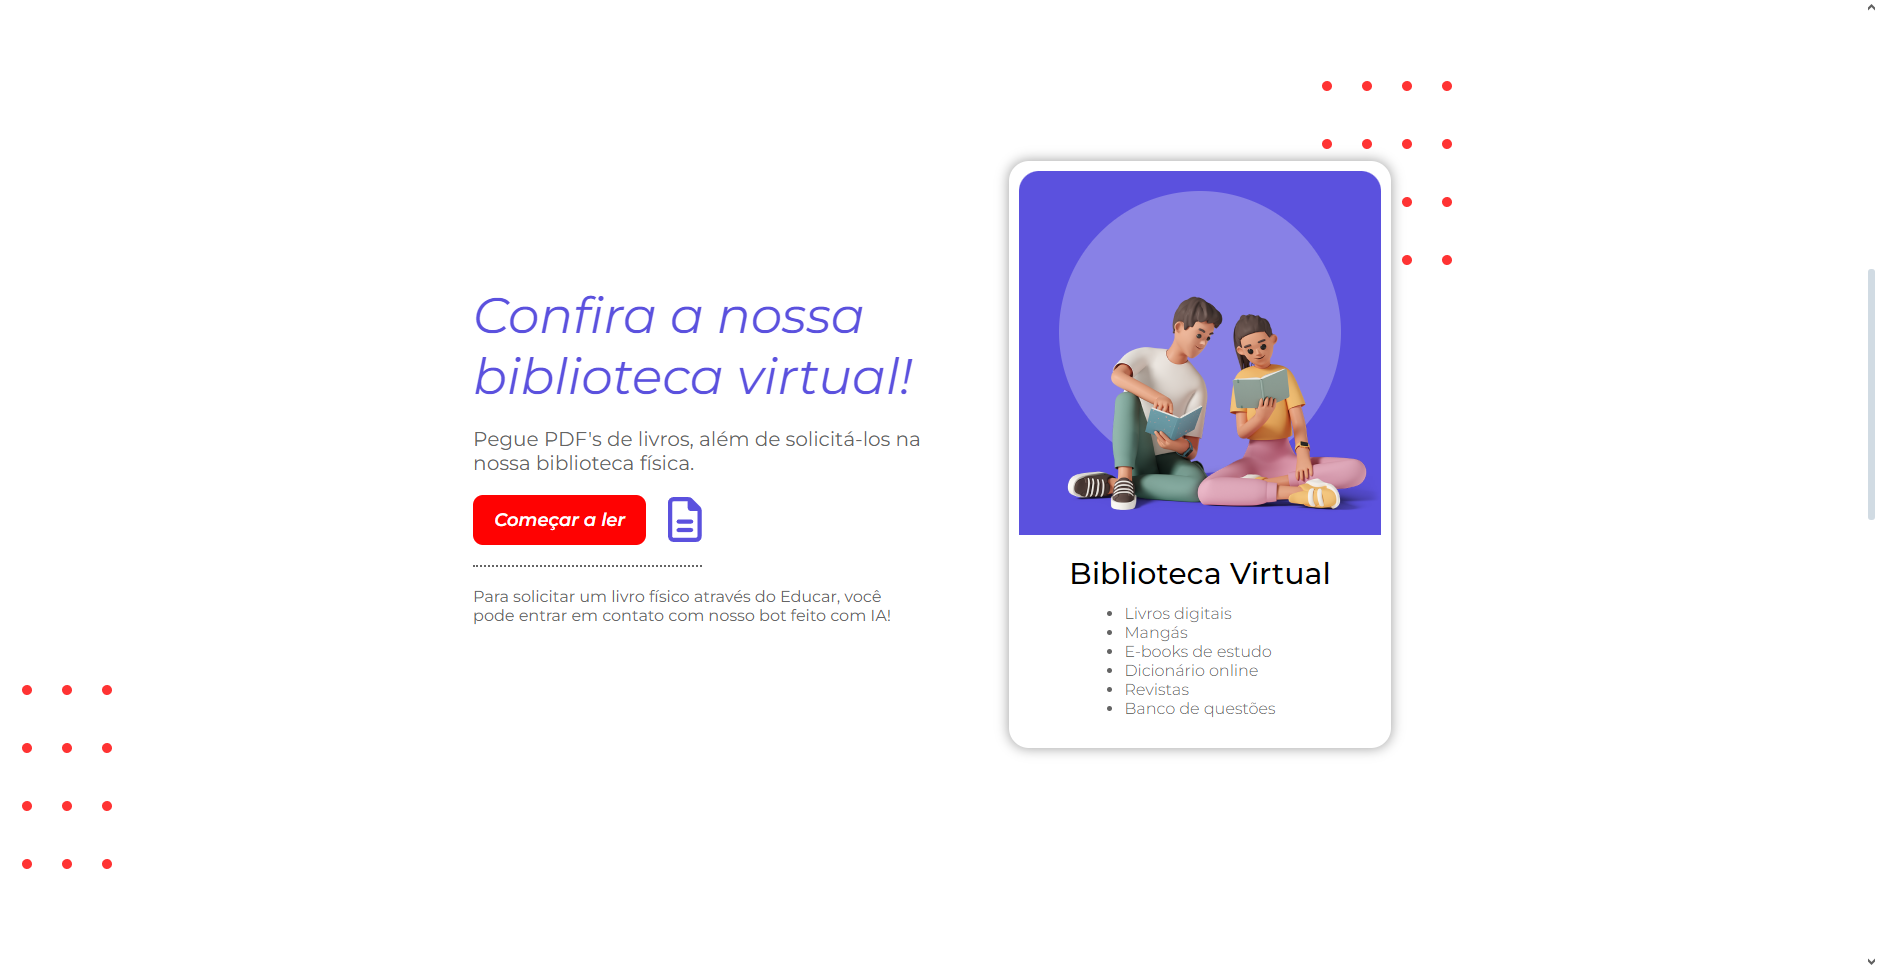 Confira a nossa
biblioteca virtual!
Pegue PDF's de livros, além de solicitá-los na
nossa biblioteca física.
Começar a ler
Para solicitar um livro físico através do Educar, você
pode entrar em contato com nosso bot feito com IA!
Biblioteca Virtual
Livros digitais
Mangás
E-books de estudo
Dicionário online
Revistas
Banco de questões